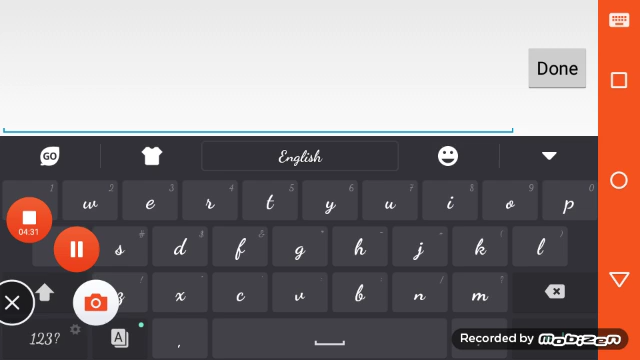 Done
GO
English
1 2 3 4 5 6 7 8 9 0
w e r t y u i o p
04:31
s d f g h j k l
z x c v b n m
123?
A
,
Recorded by MOBIZEN